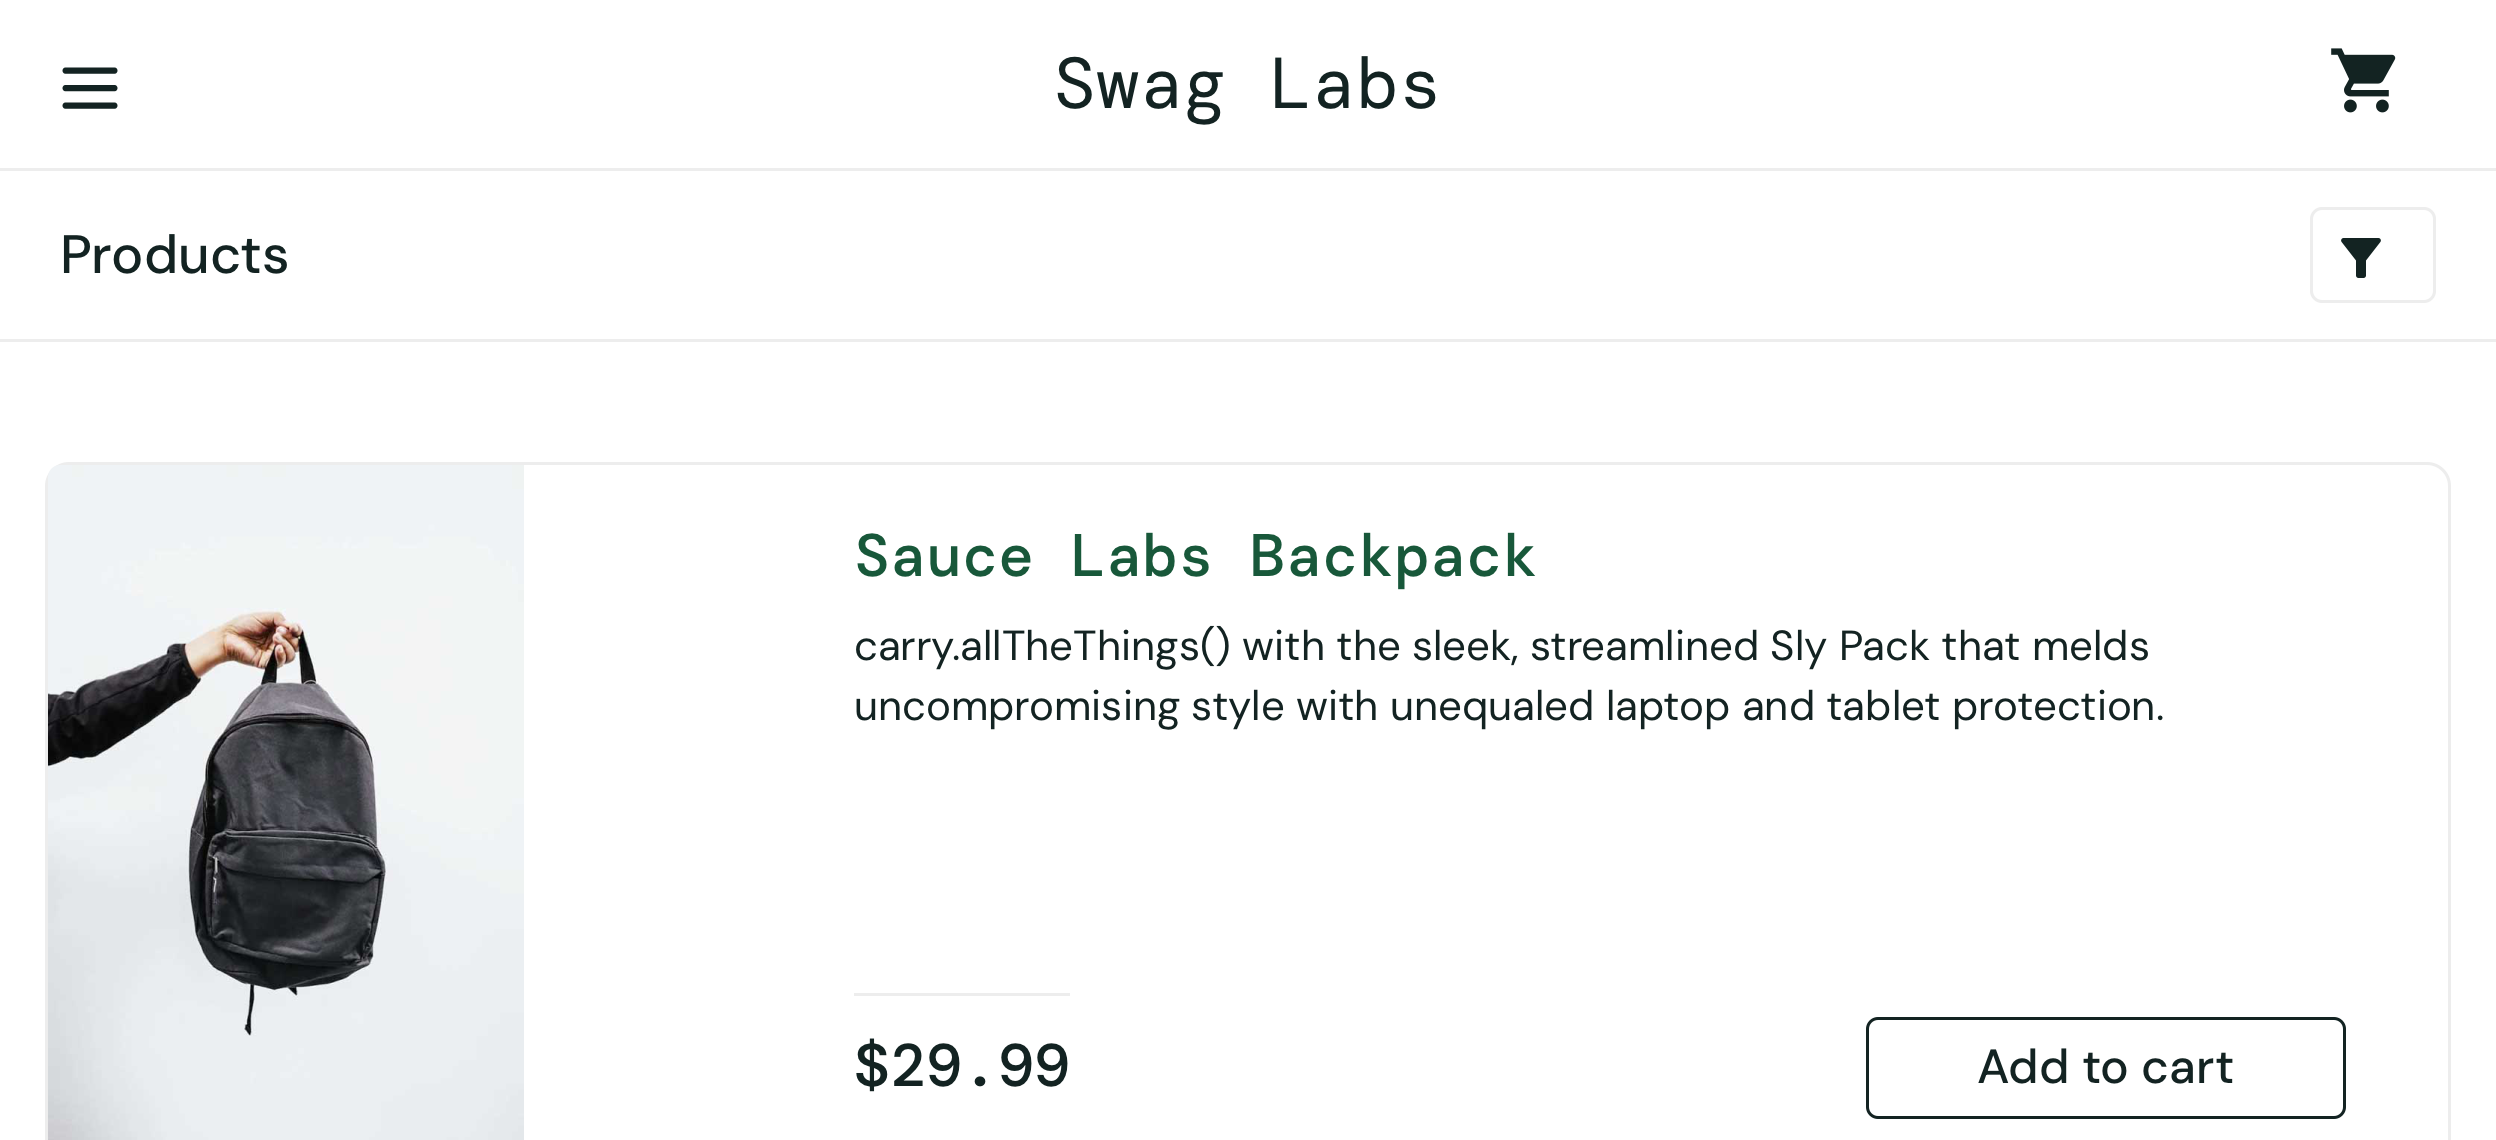 Swag Labs
Products
Sauce Labs Backpack
carry.allTheThings() with the sleek, streamlined Sly Pack that melds
uncompromising style with unequaled laptop and tablet protection.
$29.99
Add to cart